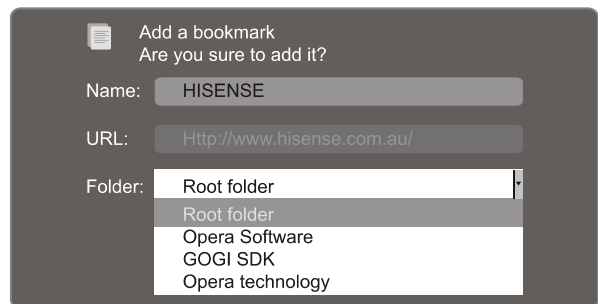 Add a bookmark
Are you sure to add it?
Name: HISENSE
URL: Http://www.hisense.com.au/
Folder: Root folder
Root folder
Opera Software
GOGI SDK
Opera technology